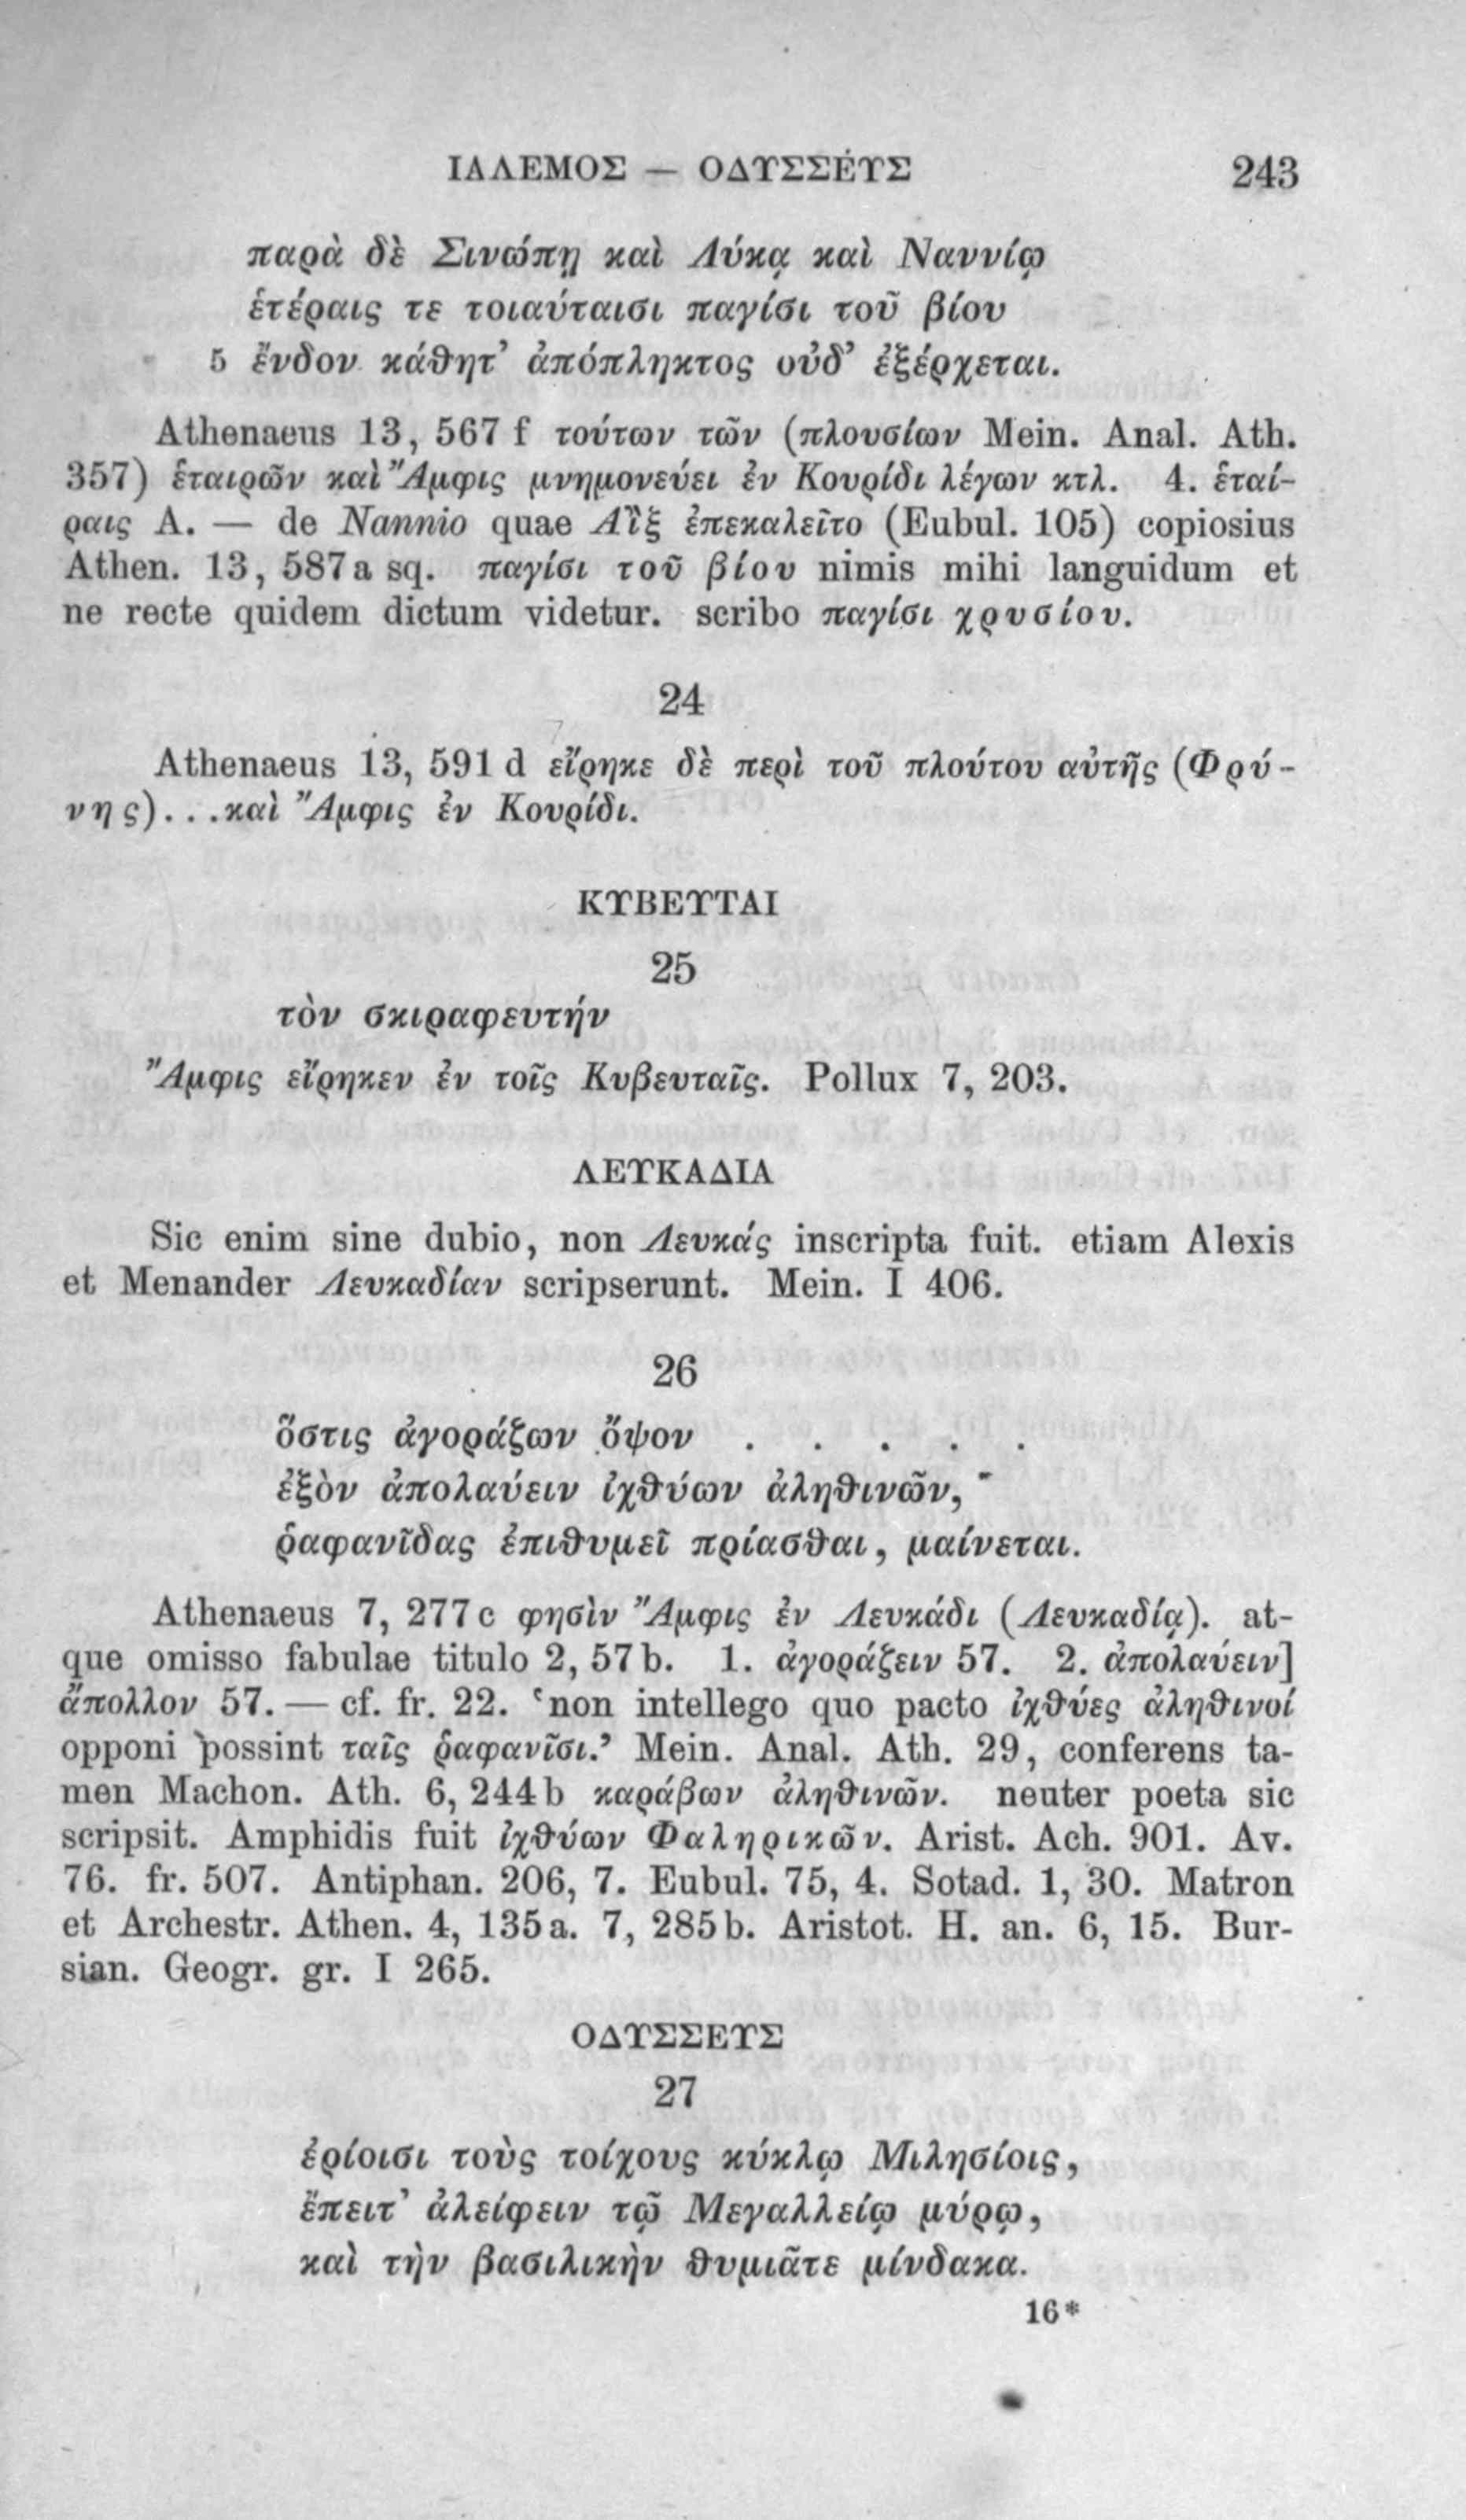 ΙΑΛΕΜΟΣ — ΟΔΥΣΣΕΥΣ 243
παρὰ δὲ Σινώπῃ καὶ Λύκᾳ καὶ Ναννίῳ
ἑτέραις τε τοιαύταισι παγίσι τοῦ βίου
5 ἔνδον κάθητ’ ἀπόπληκτος οὐδ’ ἐξέρχεται.
Athenaeus 13, 567 f τούτων τῶν (πλουσίων Mein. Anal. Ath.
357) ἑταιρῶν καὶ Ἄμφις μνημονεύει ἐν Κουρίδι λέγων κτλ. 4. ἑταί-
ραις A. — de Nannio quae Αἲξ ἐπεκαλεῖτο (Eubul. 105) copiosius
Athen. 13, 587 a sq. παγίσι τοῦ βίου nimis mihi languidum et
ne recte quidem dictum videtur. scribo παγίσι χρυσίου.
24
Athenaeus 13, 591 d εἴρηκε δὲ περὶ τοῦ πλούτου αὐτῆς (Φρύ-
νης)...καὶ Ἄμφις ἐν Κουρίδι.
ΚΥΒΕΥΤΑΙ
25
τὸν σκιραφευτήν
Ἄμφις εἴρηκεν ἐν τοῖς Κυβευταῖς. Pollux 7, 203.
ΛΕΥΚΑΔΙΑ
Sic enim sine dubio, non Λευκάς inscripta fuit. etiam Alexis
et Menander Λευκαδίαν scripserunt. Mein. I 406.
26
ὅστις ἀγοράζων ὄψον . . . . .
ἐξὸν ἀπολαύειν ἰχθύων ἀληθινῶν,
ῥαφανῖδας ἐπιθυμεῖ πρίασθαι, μαίνεται.
Athenaeus 7, 277 c φησὶν Ἄμφις ἐν Λευκάδι (Λευκαδίᾳ). at-
que omisso fabulae titulo 2, 57 b. 1. ἀγοράζειν 57. 2. ἀπολαύειν]
ἄπολλον 57. — cf. fr. 22. ‘non intellego quo pacto ἰχθύες ἀληθινοί
opponi possint ταῖς ῥαφανῖσι.’ Mein. Anal. Ath. 29, conferens ta-
men Machon. Ath. 6, 244 b καράβων ἀληθινῶν. neuter poeta sic
scripsit. Amphidis fuit ἰχθύων Φαληρικῶν. Arist. Ach. 901. Av.
76. fr. 507. Antiphan. 206, 7. Eubul. 75, 4. Sotad. 1, 30. Matron
et Archestr. Athen. 4, 135 a. 7, 285 b. Aristot. H. an. 6, 15. Bur-
sian. Geogr. gr. I 265.
ΟΔΥΣΣΕΥΣ
27
ἐρίοισι τοὺς τοίχους κύκλῳ Μιλησίοις,
ἔπειτ’ ἀλείφειν τῷ Μεγαλλείῳ μύρῳ,
καὶ τὴν βασιλικὴν θυμιᾶτε μίνδακα.
16*